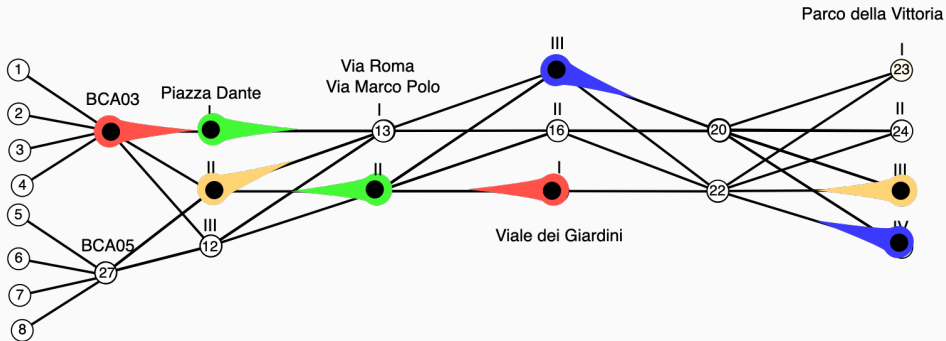 Parco della Vittoria
III
I
Via Roma
Via Marco Polo
1
23
BCA03
Piazza Dante
I
I
II
II
2
13
16
20
24
3
II
II
I
III
4
22
5
III
IV
BCA05
12
Viale dei Giardini
6
27
7
8